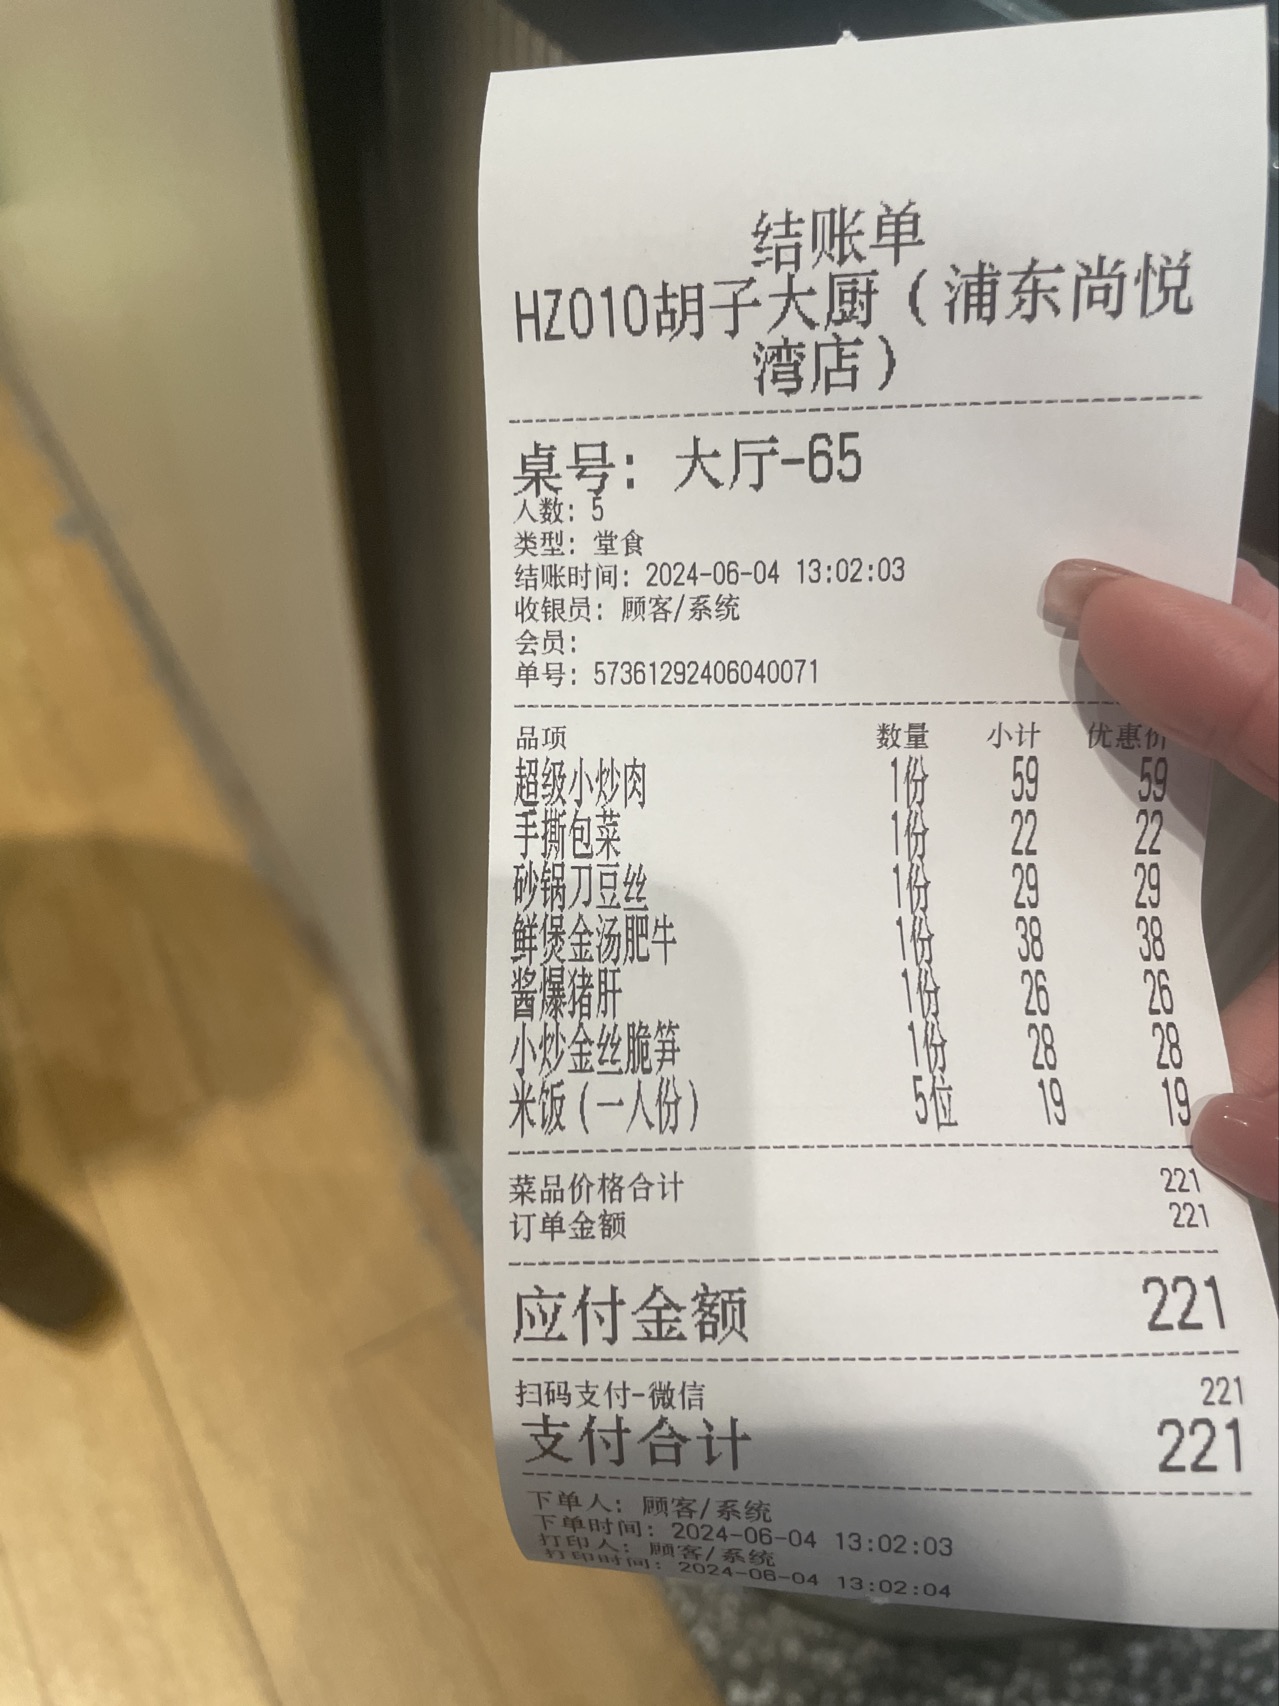 结账单
HZ010胡子大厨（浦东尚悦
湾店）
桌号：大厅-65
人数：5
类型：堂食
结账时间：2024-06-04 13:02:03
收银员：顾客/系统
会员：
单号：57361292406040071
品项 数量 小计 优惠价
超级小炒肉 1份 59 59
手撕包菜 1份 22 22
砂锅刀豆丝 1份 29 29
鲜煲金汤肥牛 1份 38 38
酱爆猪肝 1份 26 26
小炒金丝脆笋 1份 28 28
米饭（一人份） 5位 19 19
菜品价格合计 221
订单金额 221
应付金额 221
扫码支付-微信 221
支付合计 221
下单人：顾客/系统
下单时间：2024-06-04 13:02:03
打印人：顾客/系统
打印时间：2024-06-04 13:02:04